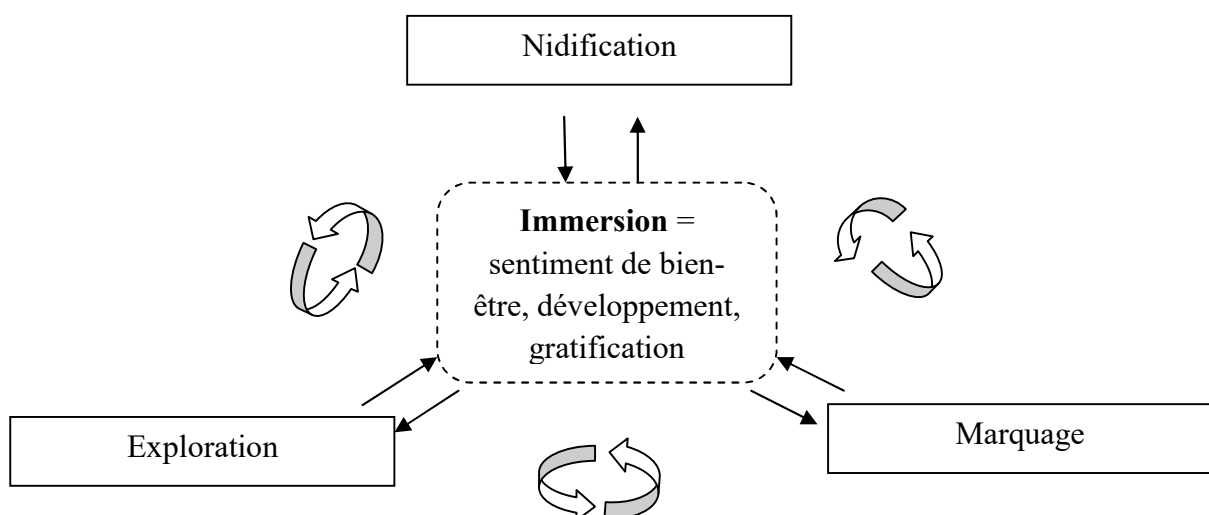 Nidification
Immersion =
sentiment de bien-
être, développement,
gratification
Exploration
Marquage